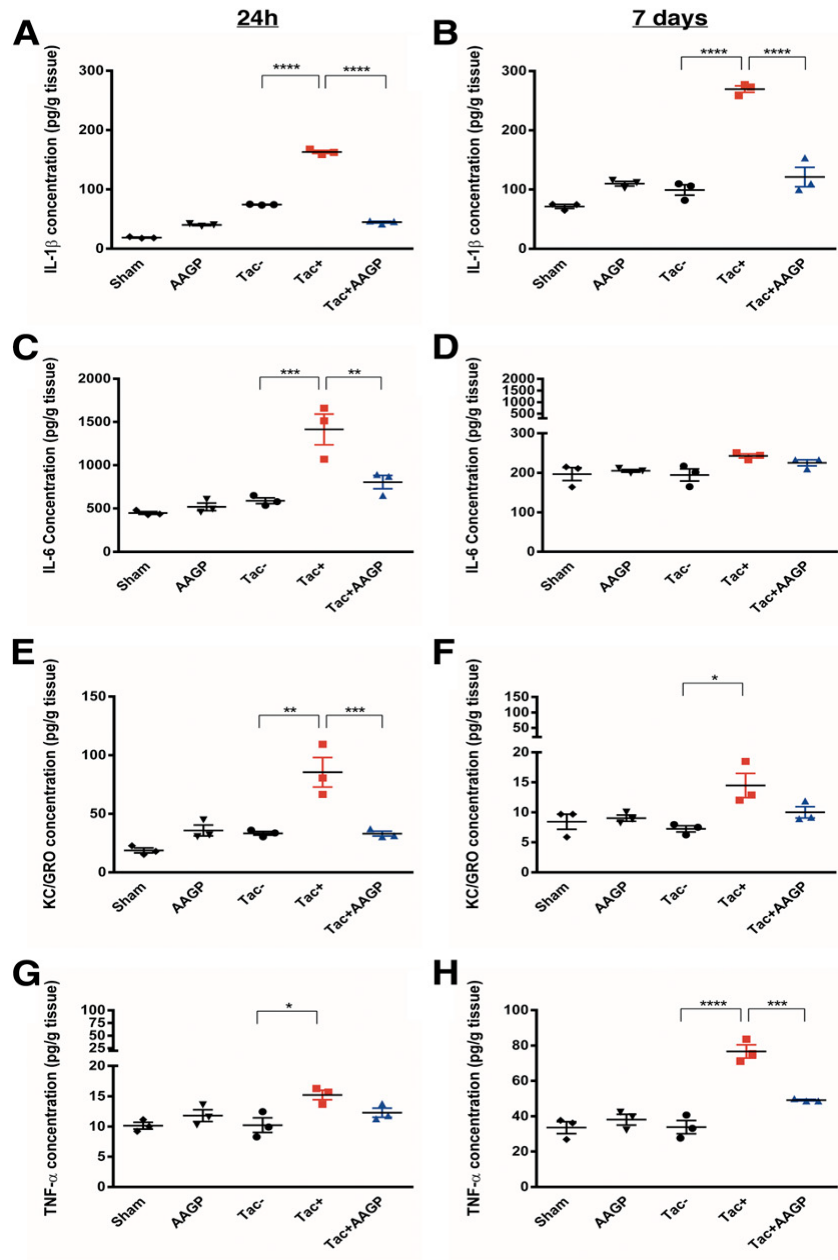 24h
7 days
A
IL-1β concentration (pg/g tissue)
300
200
100
0
****
****
Sham
AAGP
Tac-
Tac+
Tac+AAGP
B
IL-1β concentration (pg/g tissue)
300
200
100
0
****
****
Sham
AAGP
Tac-
Tac+
Tac+AAGP
C
IL-6 Concentration (pg/g tissue)
2000
1500
1000
500
0
***
**
Sham
AAGP
Tac-
Tac+
Tac+AAGP
D
IL-6 Concentration (pg/g tissue)
2000
1500
1000
500
300
200
100
0
Sham
AAGP
Tac-
Tac+
Tac+AAGP
E
KC/GRO concentration (pg/g tissue)
150
100
50
0
**
***
Sham
AAGP
Tac-
Tac+
Tac+AAGP
F
KC/GRO concentration (pg/g tissue)
150
100
50
20
15
10
5
0
*
Sham
AAGP
Tac-
Tac+
Tac+AAGP
G
TNF-α concentration (pg/g tissue)
100
75
50
25
20
15
10
5
0
*
Sham
AAGP
Tac-
Tac+
Tac+AAGP
H
TNF-α concentration (pg/g tissue)
100
80
60
40
20
0
****
***
Sham
AAGP
Tac-
Tac+
Tac+AAGP